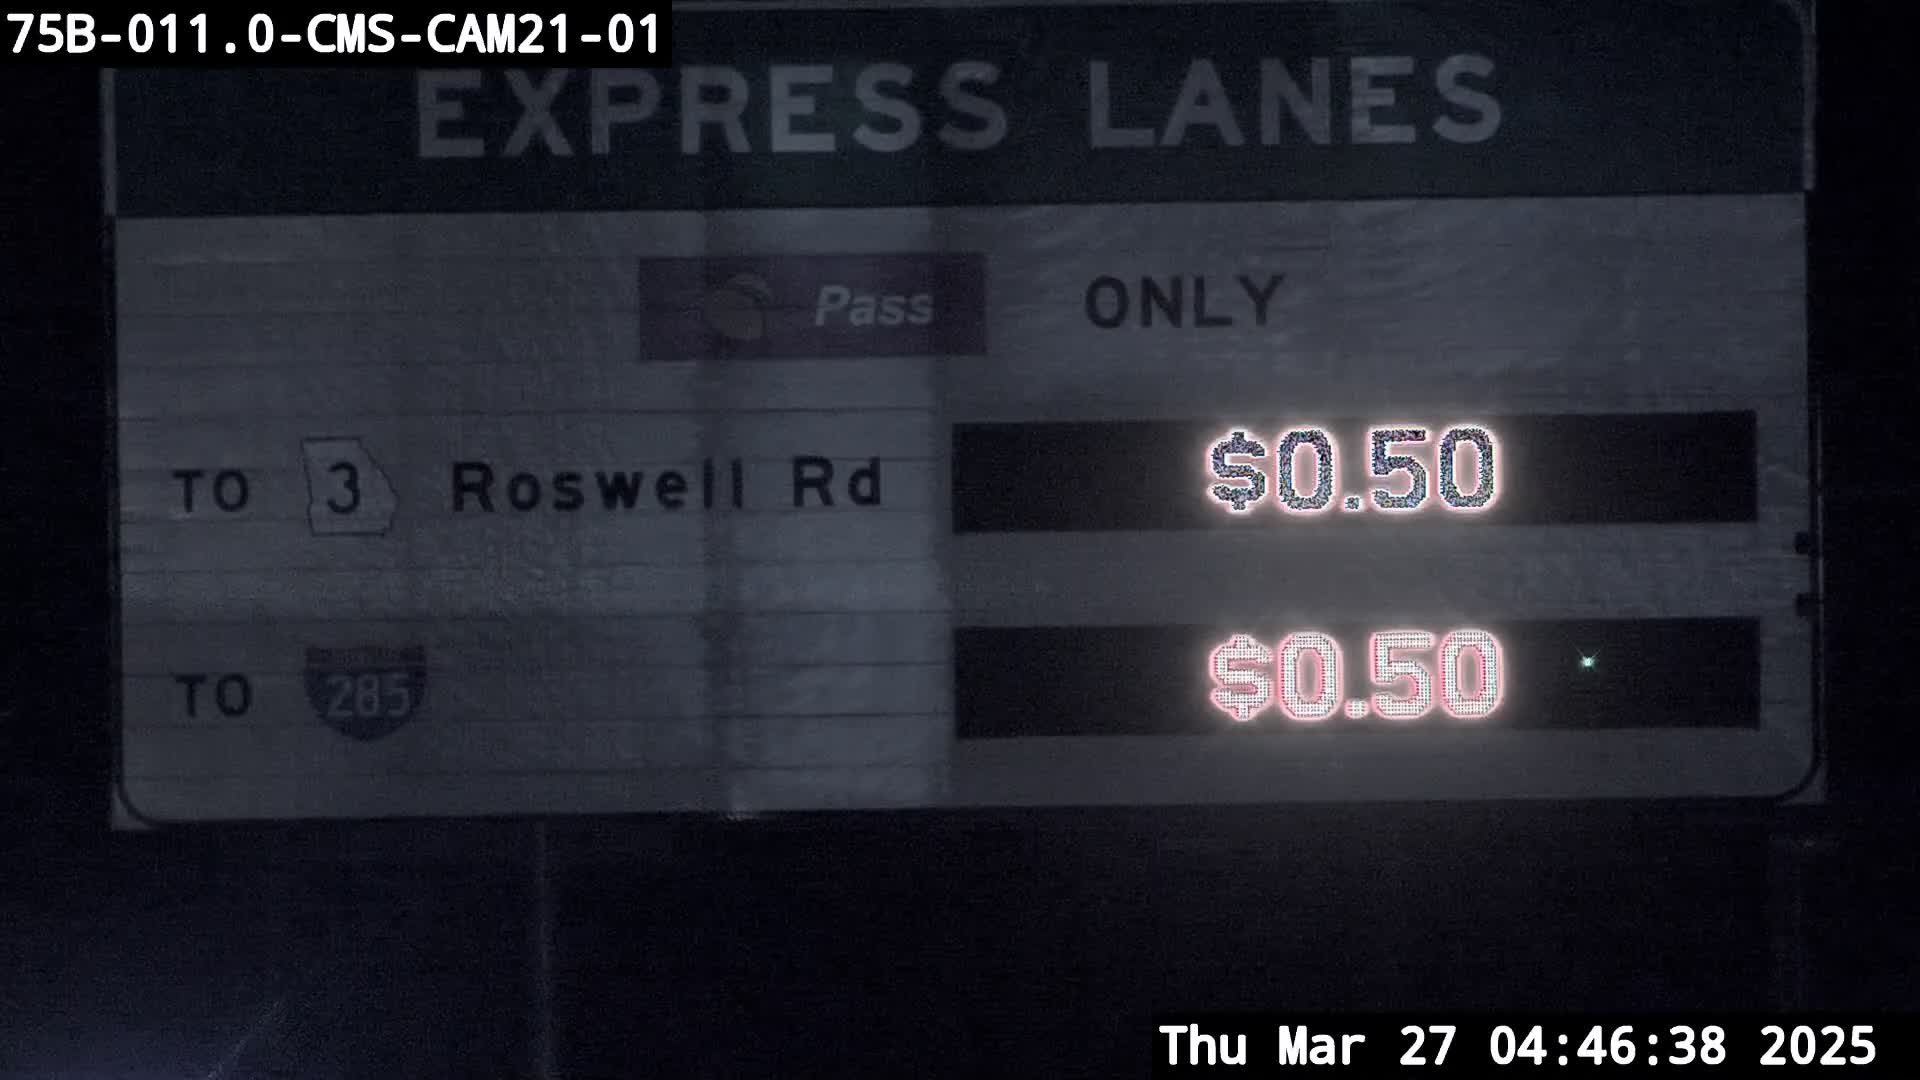 75B-011.0-CMS-CAM21-01
EXPRESS LANES
Pass ONLY
TO 3 Roswell Rd $0.50
TO 285 $0.50
Thu Mar 27 04:46:38 2025